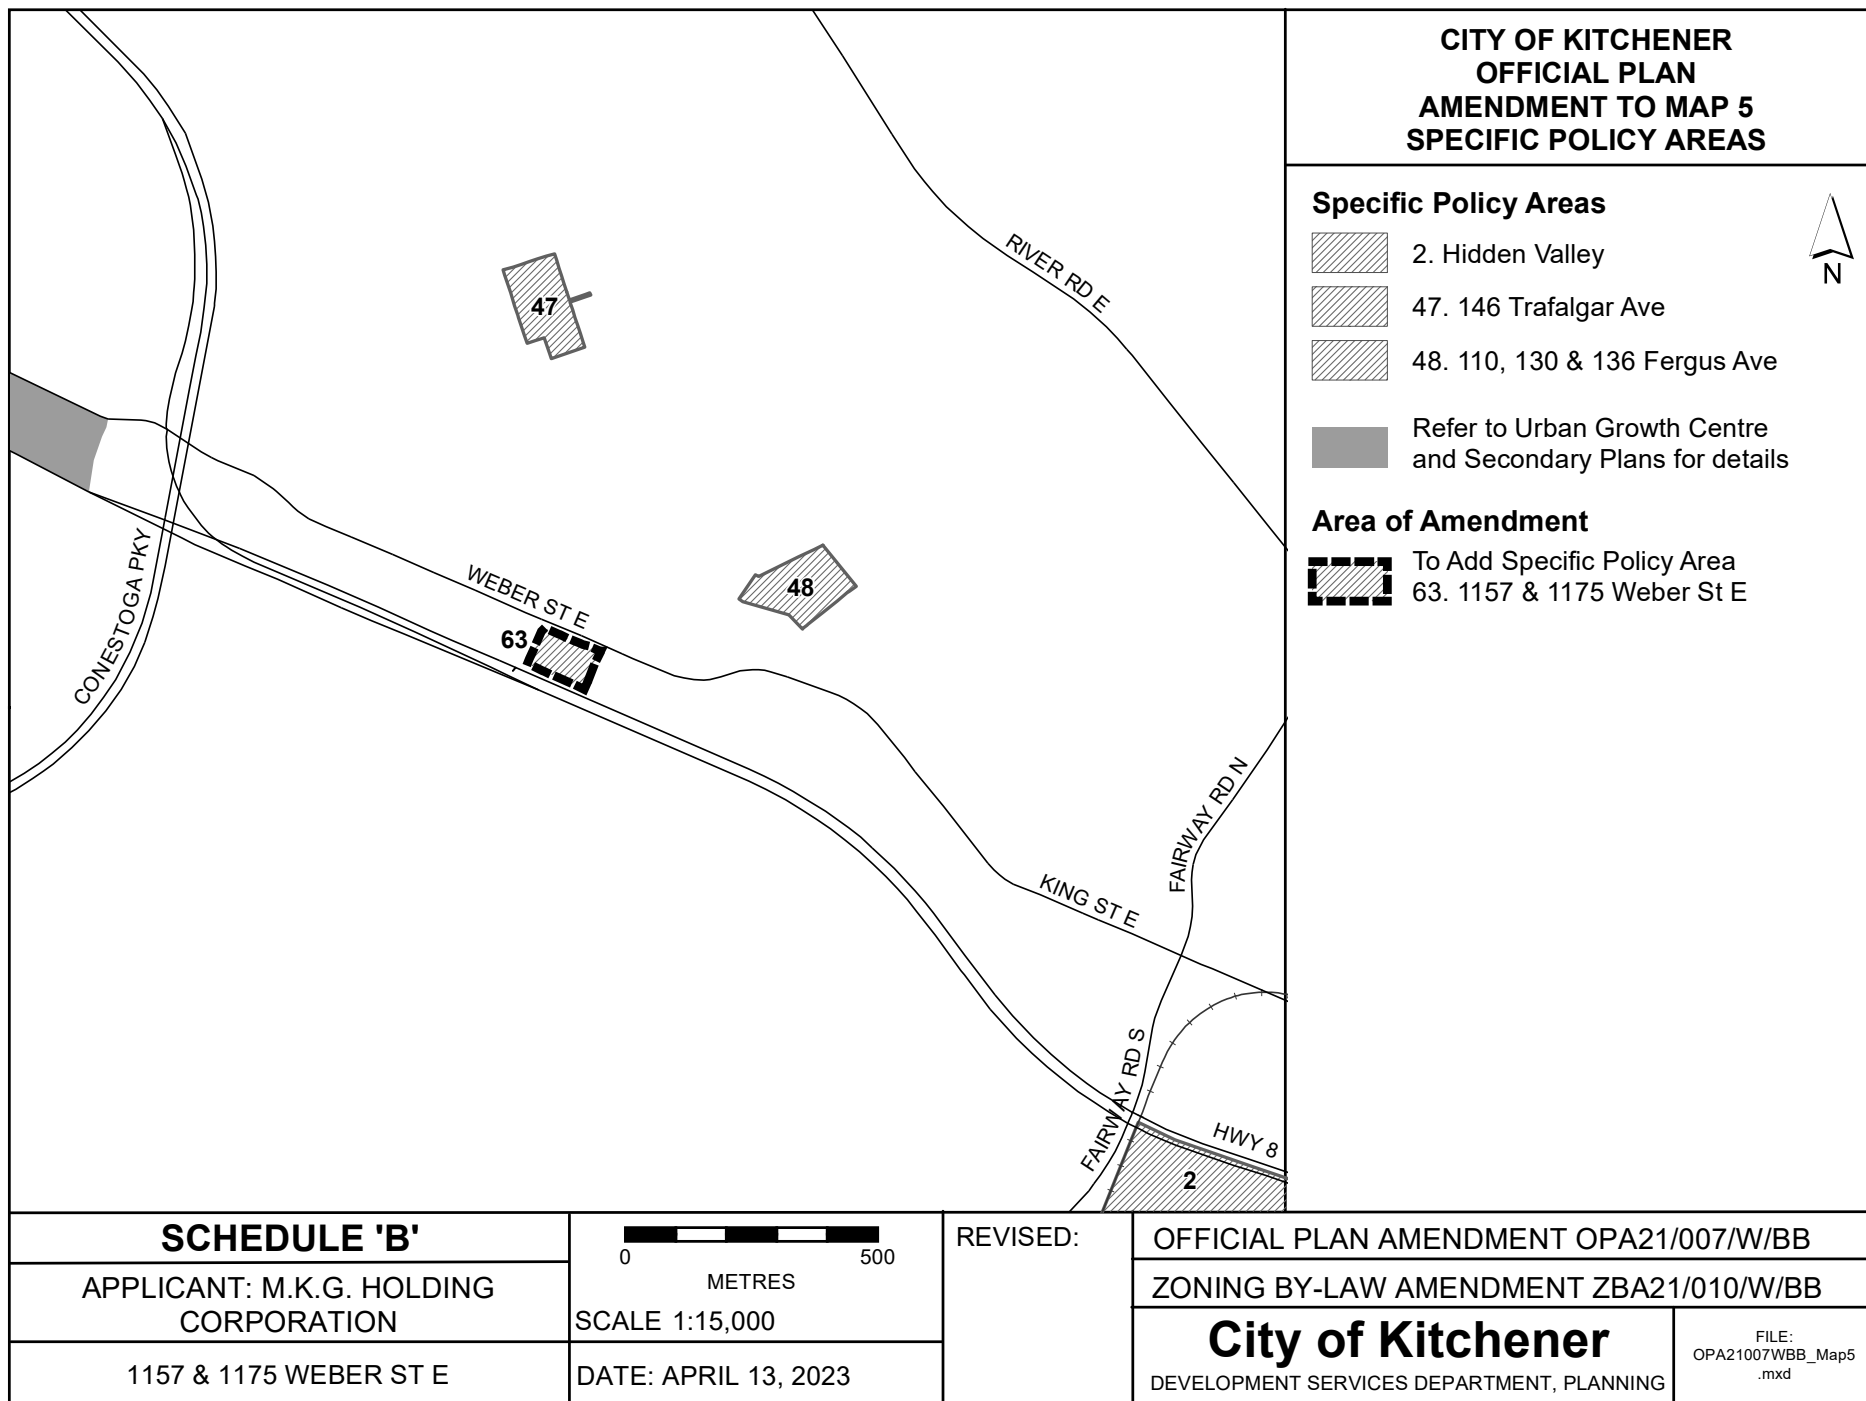 CITY OF KITCHENER
OFFICIAL PLAN
AMENDMENT TO MAP 5
SPECIFIC POLICY AREAS
Specific Policy Areas
2. Hidden Valley
47. 146 Trafalgar Ave
48. 110, 130 & 136 Fergus Ave
Refer to Urban Growth Centre
and Secondary Plans for details
Area of Amendment
To Add Specific Policy Area
63. 1157 & 1175 Weber St E
N
RIVER RD E
47
48
WEBER ST E
63
CONESTOGA PKY
FAIRWAY RD N
KING ST E
FAIRWAY RD S
HWY 8
2
SCHEDULE 'B'
APPLICANT: M.K.G. HOLDING
CORPORATION
1157 & 1175 WEBER ST E
0 500
METRES
SCALE 1:15,000
DATE: APRIL 13, 2023
REVISED:
OFFICIAL PLAN AMENDMENT OPA21/007/W/BB
ZONING BY-LAW AMENDMENT ZBA21/010/W/BB
City of Kitchener
DEVELOPMENT SERVICES DEPARTMENT, PLANNING
FILE:
OPA21007WBB_Map5
.mxd